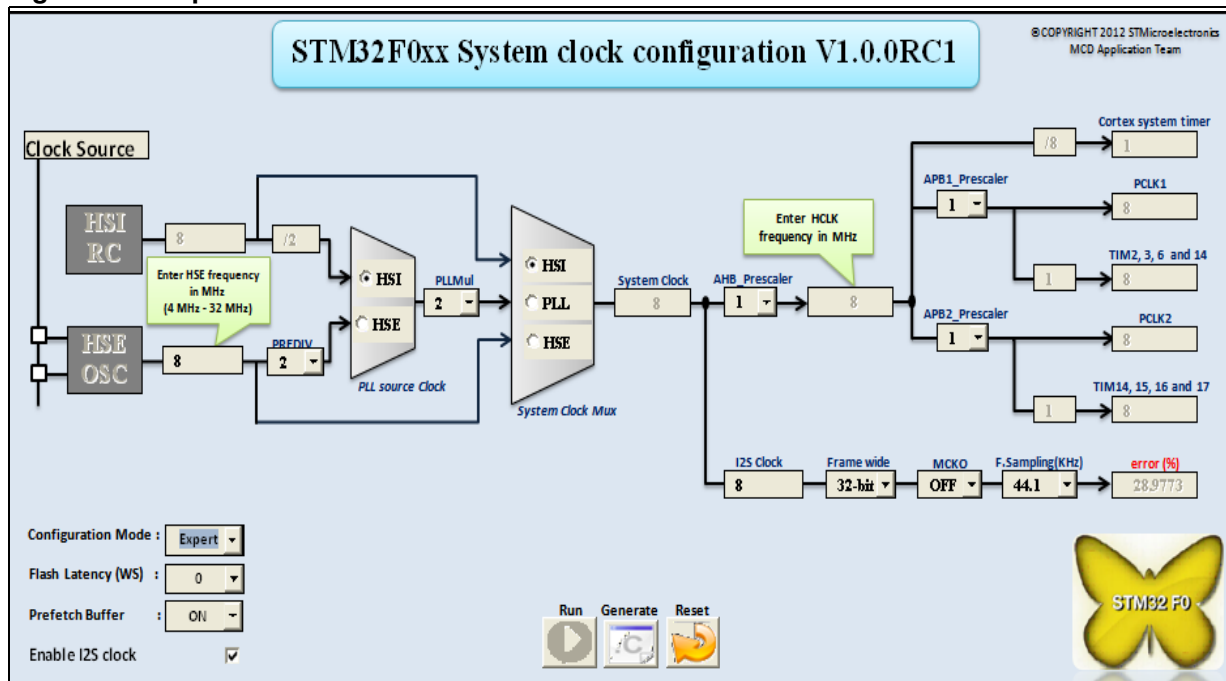 ©COPYRIGHT 2012 STMicroelectronics
MCD Application Team
STM32F0xx System clock configuration V1.0.0RC1
Clock Source
HSI
RC
8
/2
Enter HSE frequency
in MHz
(4 MHz - 32 MHz)
HSE
OSC
8
PREDIV
2
HSI
HSE
PLL source Clock
PLLMul
2
HSI
PLL
HSE
System Clock Mux
System Clock
8
AHB_Prescaler
1
Enter HCLK
frequency in MHz
8
/8
Cortex system timer
1
APB1_Prescaler
1
PCLK1
8
TIM2, 3, 6 and 14
1
8
APB2_Prescaler
1
PCLK2
8
TIM14, 15, 16 and 17
1
8
I2S Clock
8
Frame wide
32-bit
MCKO
OFF
F.Sampling(KHz)
44.1
error (%)
28.9773
Configuration Mode : Expert
Flash Latency (WS) : 0
Prefetch Buffer : ON
Enable I2S clock
Run Generate Reset
.C
STM32 F0